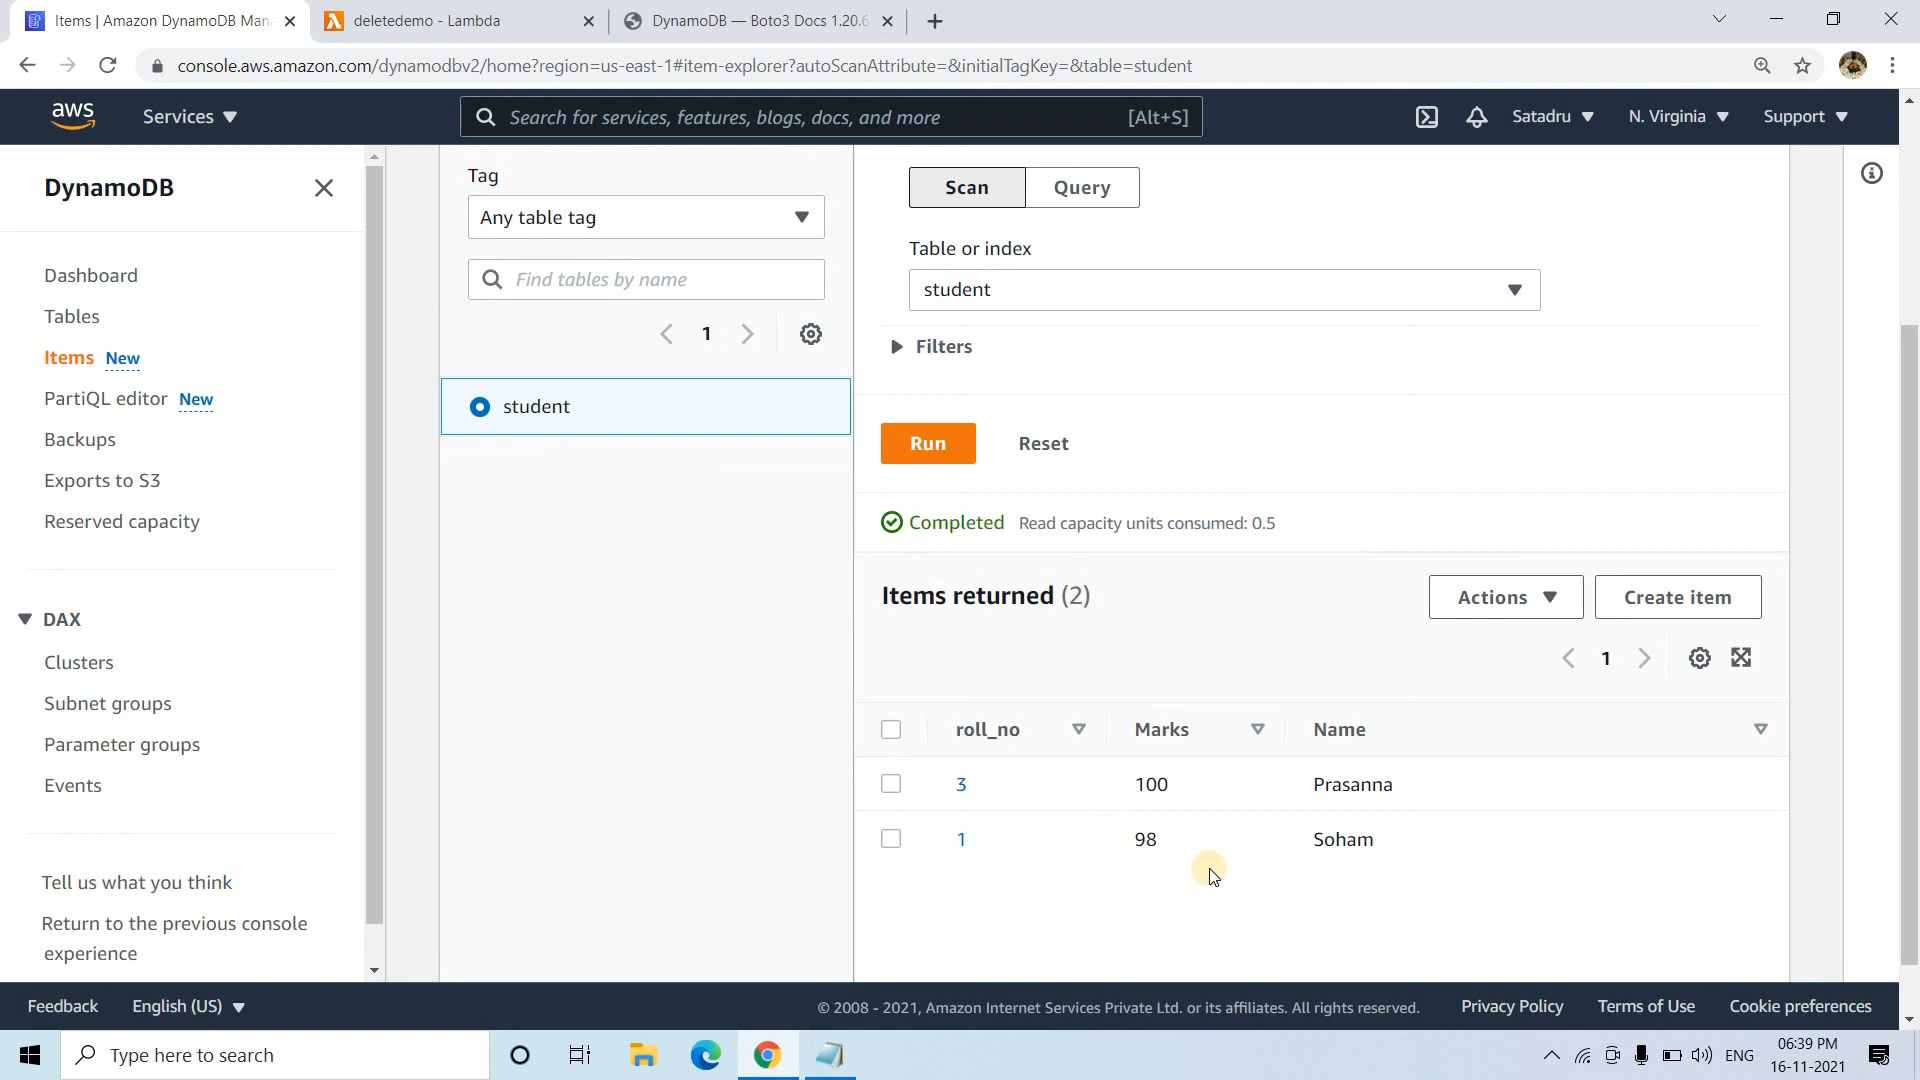 Items | Amazon DynamoDB Man
deletedemo - Lambda
DynamoDB — Boto3 Docs 1.20.6
console.aws.amazon.com/dynamodbv2/home?region=us-east-1#item-explorer?autoScanAttribute=&initialTagKey=&table=student
aws
Services
Search for services, features, blogs, docs, and more
[Alt+S]
Satadru
N. Virginia
Support
DynamoDB
Dashboard
Tables
Items New
PartiQL editor New
Backups
Exports to S3
Reserved capacity
DAX
Clusters
Subnet groups
Parameter groups
Events
Tell us what you think
Return to the previous console
experience
Tag
Any table tag
Find tables by name
1
student
Scan
Query
Table or index
student
Filters
Run
Reset
Completed Read capacity units consumed: 0.5
Items returned (2)
Actions
Create item
1
roll_no Marks Name
3 100 Prasanna
1 98 Soham
Feedback
English (US)
© 2008 - 2021, Amazon Internet Services Private Ltd. or its affiliates. All rights reserved.
Privacy Policy
Terms of Use
Cookie preferences
Type here to search
ENG
06:39 PM
16-11-2021